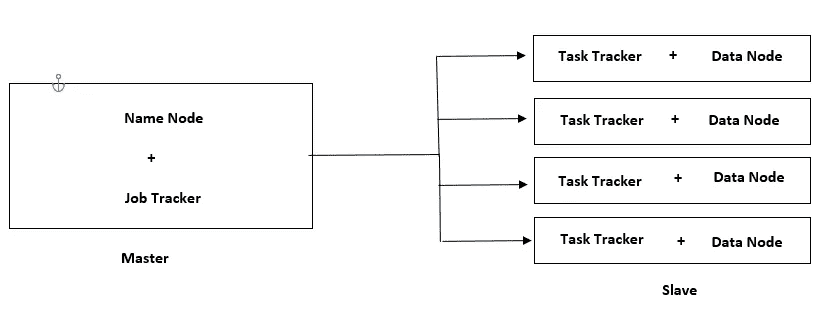 Name Node
+
Job Tracker
Master
Task Tracker + Data Node
Task Tracker + Data Node
Task Tracker + Data Node
Task Tracker + Data Node
Slave